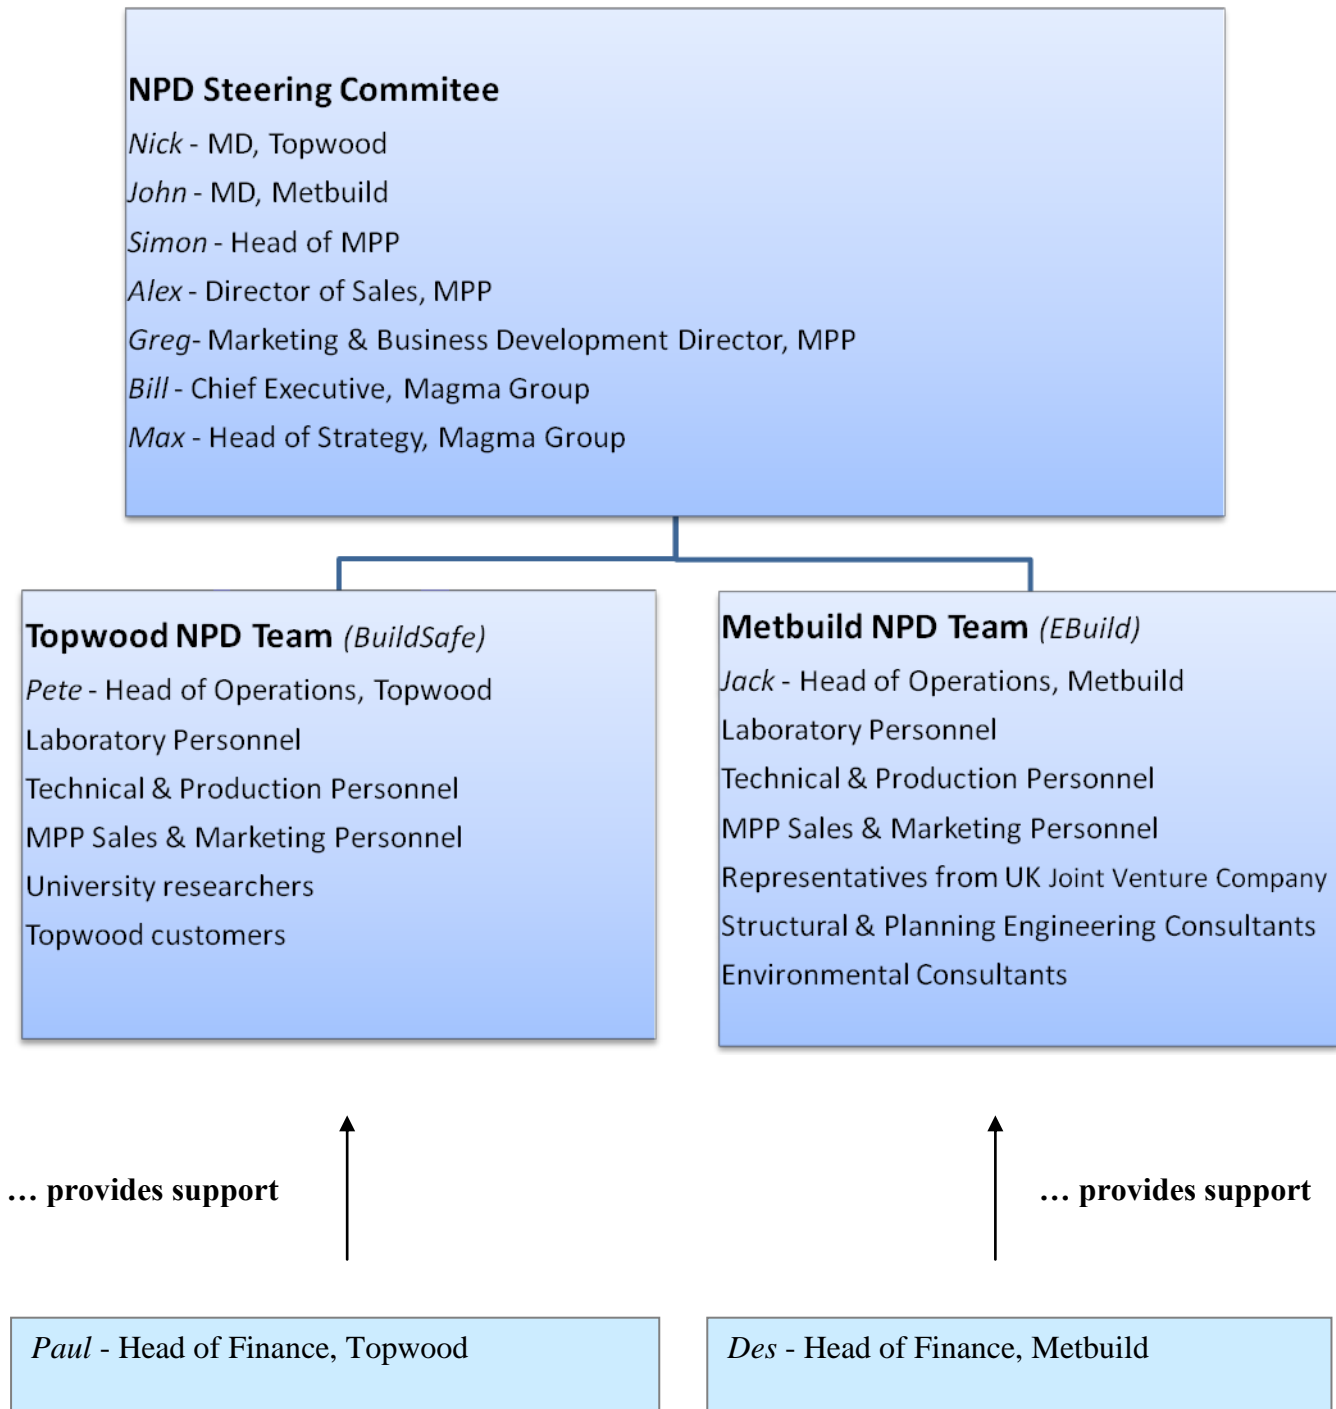 NPD Steering Commitee
Nick - MD, Topwood
John - MD, Metbuild
Simon - Head of MPP
Alex - Director of Sales, MPP
Greg- Marketing & Business Development Director, MPP
Bill - Chief Executive, Magma Group
Max - Head of Strategy, Magma Group
Topwood NPD Team (BuildSafe)
Pete - Head of Operations, Topwood
Laboratory Personnel
Technical & Production Personnel
MPP Sales & Marketing Personnel
University researchers
Topwood customers
Metbuild NPD Team (EBuild)
Jack - Head of Operations, Metbuild
Laboratory Personnel
Technical & Production Personnel
MPP Sales & Marketing Personnel
Representatives from UK Joint Venture Company
Structural & Planning Engineering Consultants
Environmental Consultants
... provides support
... provides support
Paul - Head of Finance, Topwood
Des - Head of Finance, Metbuild